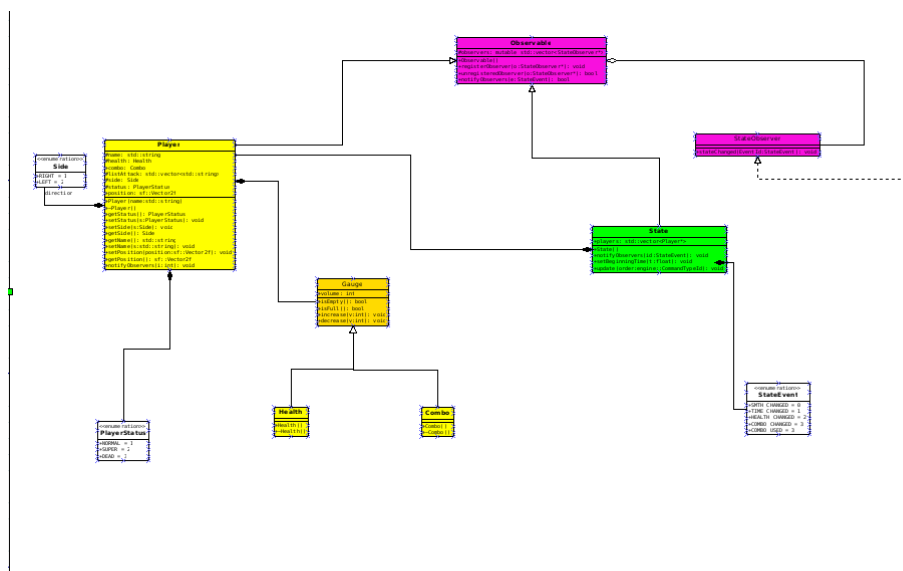 Observable
#observers: mutable std::vector<StateObserver*>
+Observable()
+registerObserver(o:StateObserver*): void
+unregisteredObserver(o:StateObserver*): bool
+notifyObservers(e:StateEvent): bool
StateObserver
+stateChanged(eventId:StateEvent): void
<<enumeration>>
Side
+RIGHT = 1
+LEFT = 2
direction
Player
#name: std::string
#health: Health
#combo: Combo
#listAttack: std::vector<std::string>
#side: Side
#status: PlayerStatus
#position: sf::Vector2f
+Player(name:std::string)
+~Player()
+getStatus(): PlayerStatus
+setStatus(s:PlayerStatus): void
+setSide(s:Side): void
+getSide(): Side
+getName(): std::string
+setName(s:std::string): void
+setPosition(position:sf::Vector2f): void
+getPosition(): sf::Vector2f
+notifyObservers(i:int): void
State
+players: std::vector<Player*>
+State()
+notifyObservers(id:StateEvent): void
+setBeginningTime(t:float): void
+update(order:engine::CommandTypeId): void
Gauge
+isEmpty(): bool
+isFull(): bool
+increase(v:int): void
+decrease(v:int): void
Health
+Health()
+~Health()
Combo
+Combo()
+~Combo()
<<enumeration>>
PlayerStatus
+NORMAL = 1
+SUPER = 2
+DEAD = 3
<<enumeration>>
StateEvent
+SMTH CHANGED = 0
+TIME CHANGED = 1
+HEALTH CHANGED = 2
+COMBO CHANGED = 3
+COMBO USED = 3